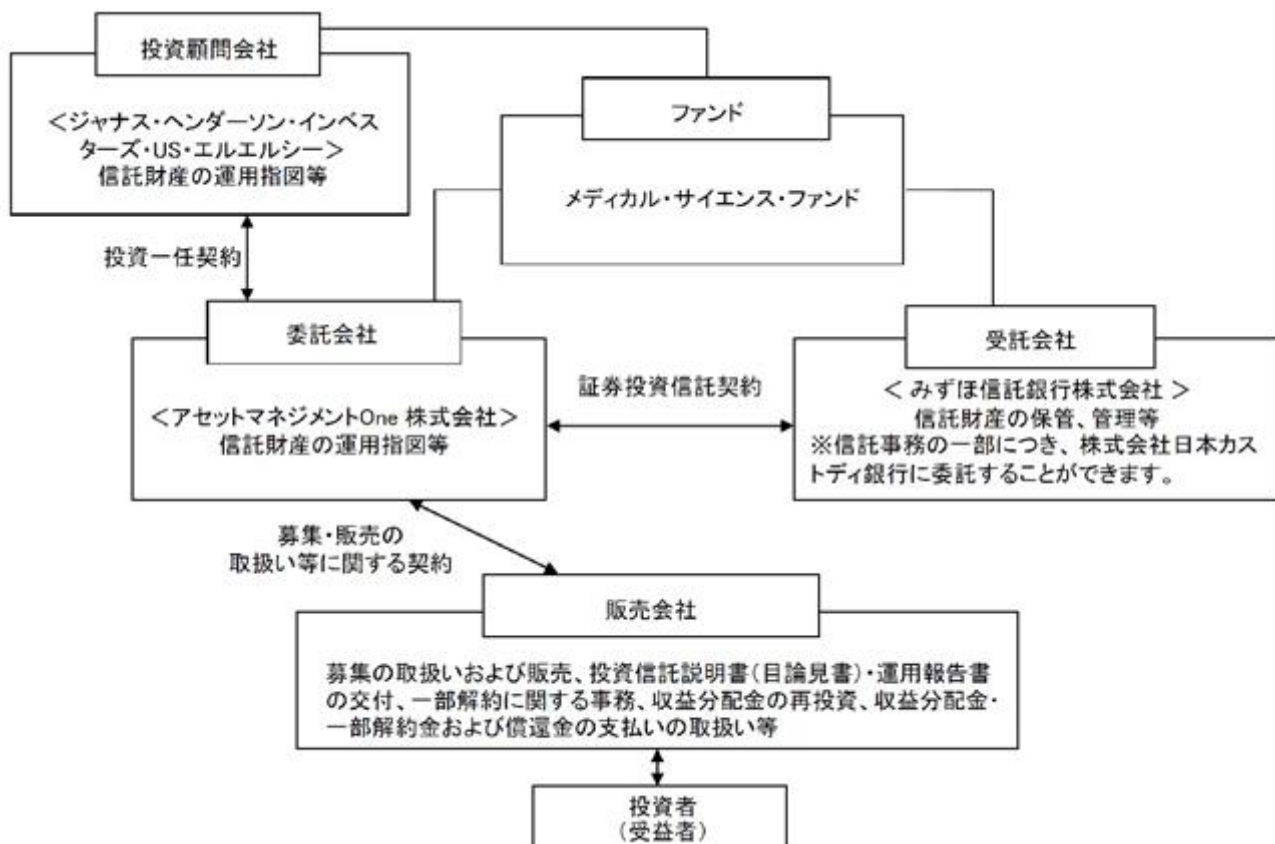 投資顧問会社
<ジャナス・ヘンダーソン・インベス
ターズ・US・エルエルシー>
信託財産の運用指図等
ファンド
メディカル・サイエンス・ファンド
投資一任契約
委託会社
<アセットマネジメントOne 株式会社>
信託財産の運用指図等
証券投資信託契約
受託会社
< みずほ信託銀行株式会社 >
信託財産の保管、管理等
※信託事務の一部につき、株式会社日本カス
トディ銀行に委託することができます。
募集・販売の
取扱い等に関する契約
販売会社
募集の取扱いおよび販売、投資信託説明書(目論見書)・運用報告書
の交付、一部解約に関する事務、収益分配金の再投資、収益分配金・
一部解約金および償還金の支払いの取扱い等
投資者
(受益者)